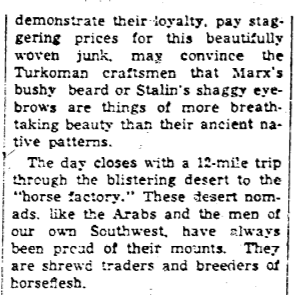 demonstrate their loyalty, pay stag-
gering prices for this beautifully
woven junk, may convince the
Turkoman craftsmen that Marx's
bushy beard or Stalin's shaggy eye-
brows are things of more breath-
taking beauty than their ancient na-
tive patterns.
The day closes with a 12-mile trip
through the blistering desert to the
"horse factory." These desert nom-
ads, like the Arabs and the men of
our own Southwest, have always
been proud of their mounts. They
are shrewd traders and breeders of
horseflesh.